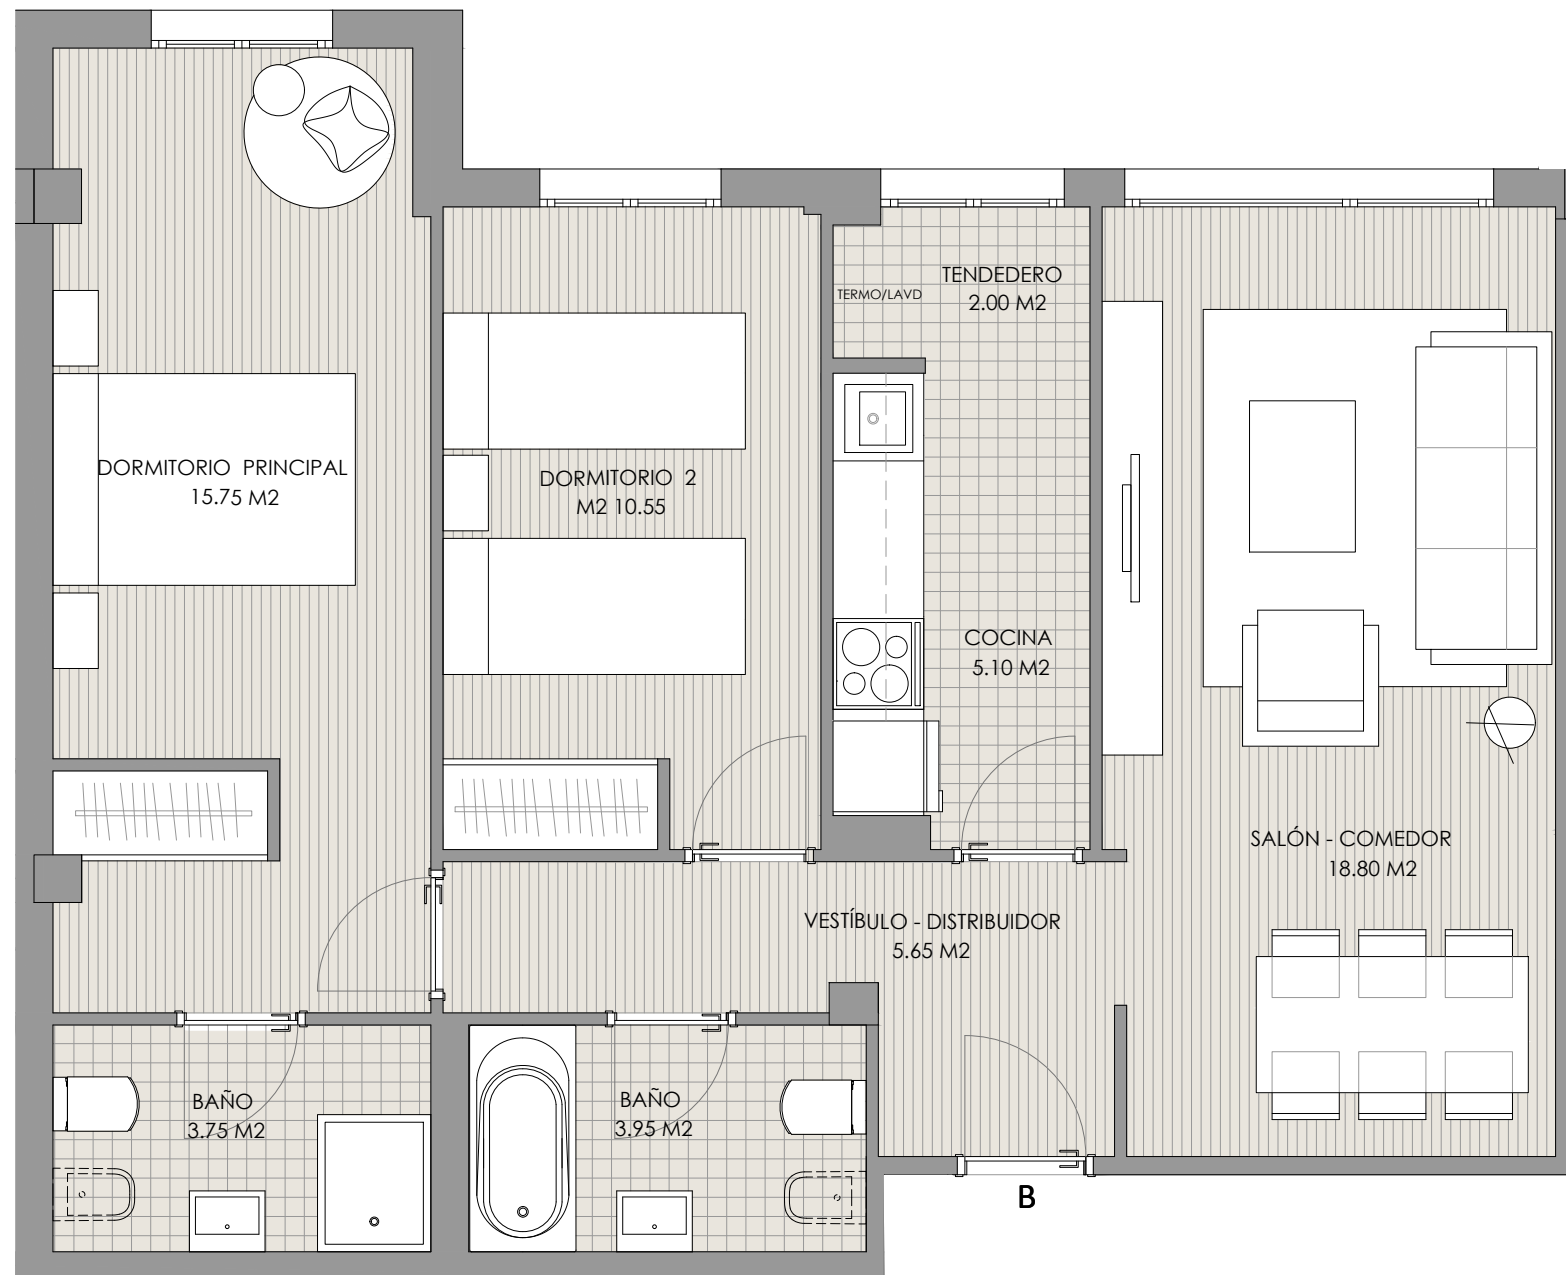 TENDEDERO
2.00 M2
TERMO/LAVD
DORMITORIO PRINCIPAL
15.75 M2
DORMITORIO 2
M2 10.55
COCINA
5.10 M2
SALÓN - COMEDOR
18.80 M2
VESTÍBULO - DISTRIBUIDOR
5.65 M2
BAÑO
3.75 M2
BAÑO
3.95 M2
B